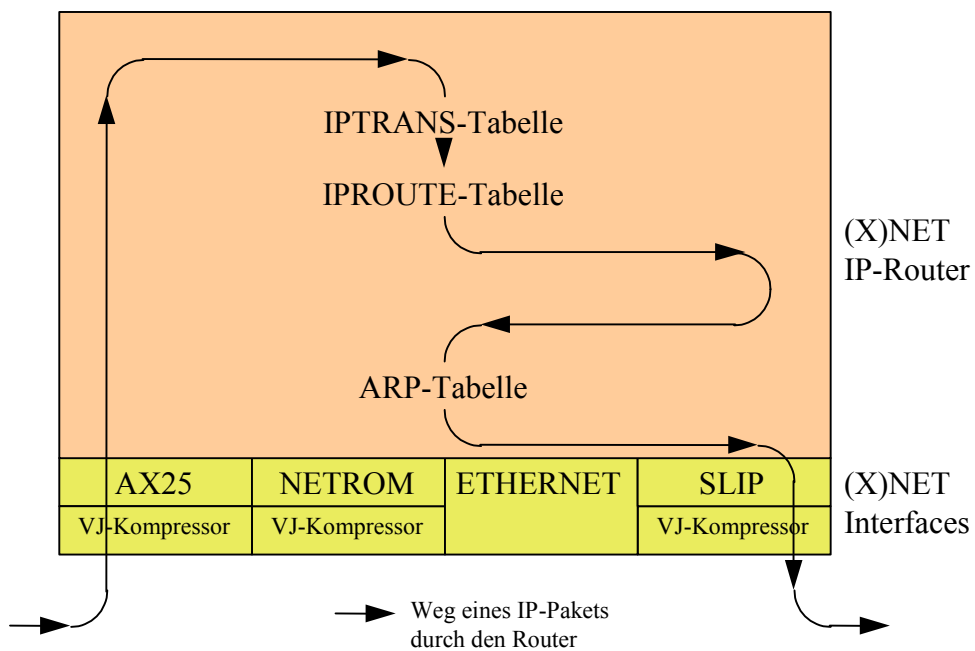 IPTRANS-Tabelle
IPROUTE-Tabelle
(X)NET
IP-Router
ARP-Tabelle
AX25
NETROM
ETHERNET
SLIP
VJ-Kompressor
VJ-Kompressor
VJ-Kompressor
(X)NET
Interfaces
Weg eines IP-Pakets
durch den Router